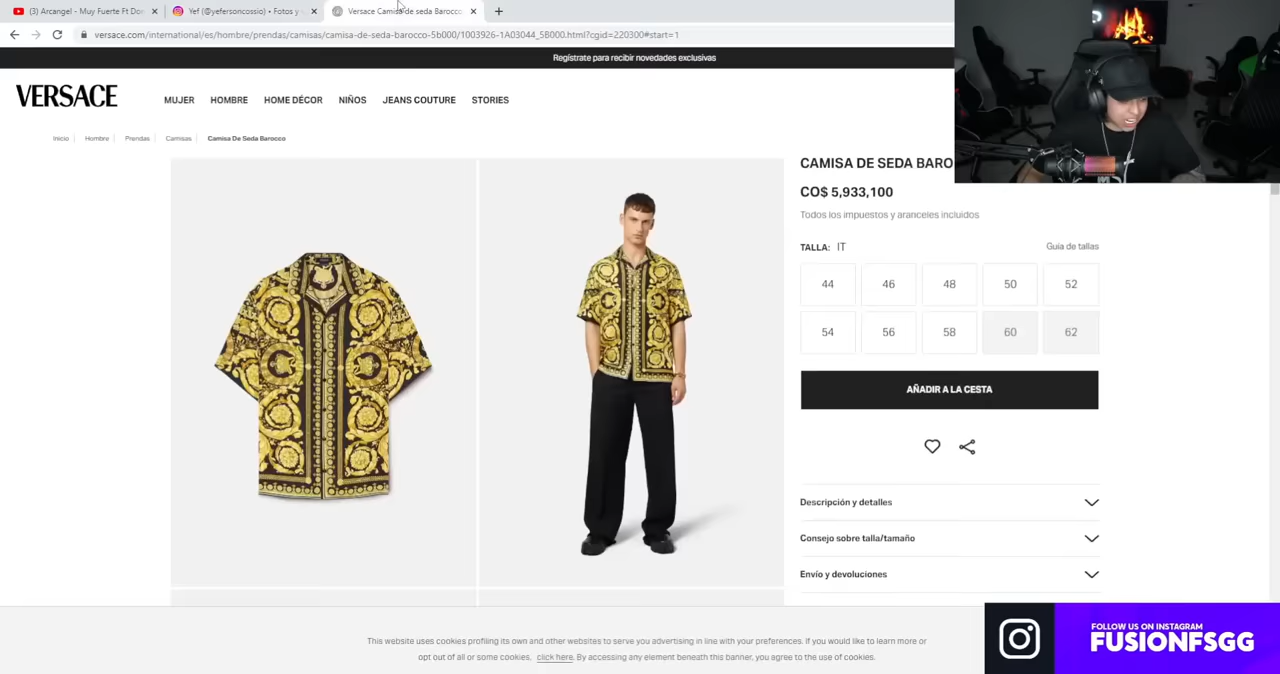 (3) Arcangel - Muy Fuerte Ft Do
Yef (@yefersoncossio) • Fotos y
Versace Camisa de seda Barocco
versace.com/international/es/hombre/prendas/camisas/camisa-de-seda-barocco-5b000/1003926-1A03044_5B000.html?cgid=220300#start=1
Regístrate para recibir novedades exclusivas
VERSACE
MUJER HOMBRE HOME DÉCOR NIÑOS JEANS COUTURE STORIES
Inicio Hombre Prendas Camisas Camisa De Seda Barocco
CAMISA DE SEDA BARO
CO$ 5,933,100
Todos los impuestos y aranceles incluidos
TALLA: IT Guía de tallas
44 46 48 50 52
54 56 58 60 62
AÑADIR A LA CESTA
Descripción y detalles
Consejo sobre talla/tamaño
Envío y devoluciones
This website uses cookies profiling its own and other websites to serve you advertising in line with your preferences. If you would like to learn more or
opt out of all or some cookies, click here. By accessing any element beneath this banner, you agree to the use of cookies.
FOLLOW US ON INSTAGRAM
FUSIONFSGG